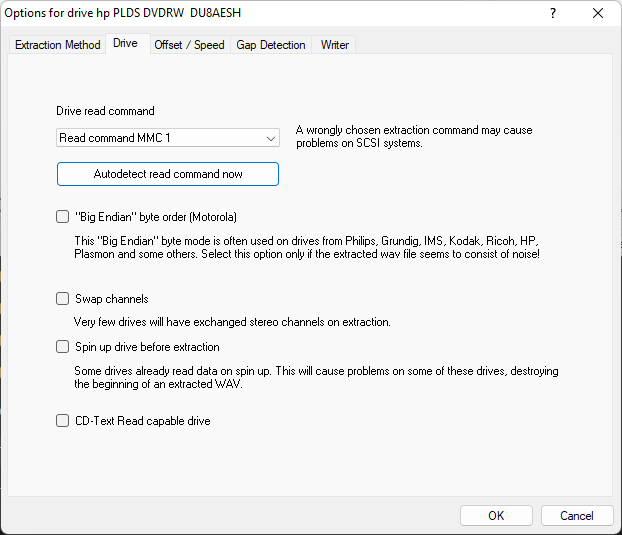 Options for drive hp PLDS DVDRW  DU8AESH
?
Extraction Method
Drive
Offset / Speed
Gap Detection
Writer
Drive read command
Read command MMC 1
A wrongly chosen extraction command may cause
problems on SCSI systems.
Autodetect read command now
"Big Endian" byte order (Motorola)
This "Big Endian" byte mode is often used on drives from Philips, Grundig, IMS, Kodak, Ricoh, HP,
Plasmon and some others. Select this option only if the extracted wav file seems to consist of noise!
Swap channels
Very few drives will have exchanged stereo channels on extraction.
Spin up drive before extraction
Some drives already read data on spin up. This will cause problems on some of these drives, destroying
the beginning of an extracted WAV.
CD-Text Read capable drive
OK
Cancel